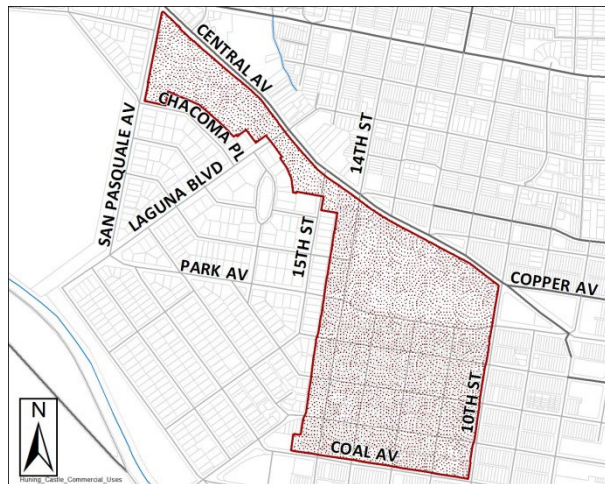 CENTRAL AV
CHACOMA PL
14TH ST
SAN PASQUALE AV
LAGUNA BLVD
15TH ST
PARK AV
COPPER AV
10TH ST
N
COAL AV
Huning_Castle_Commercial_Uses